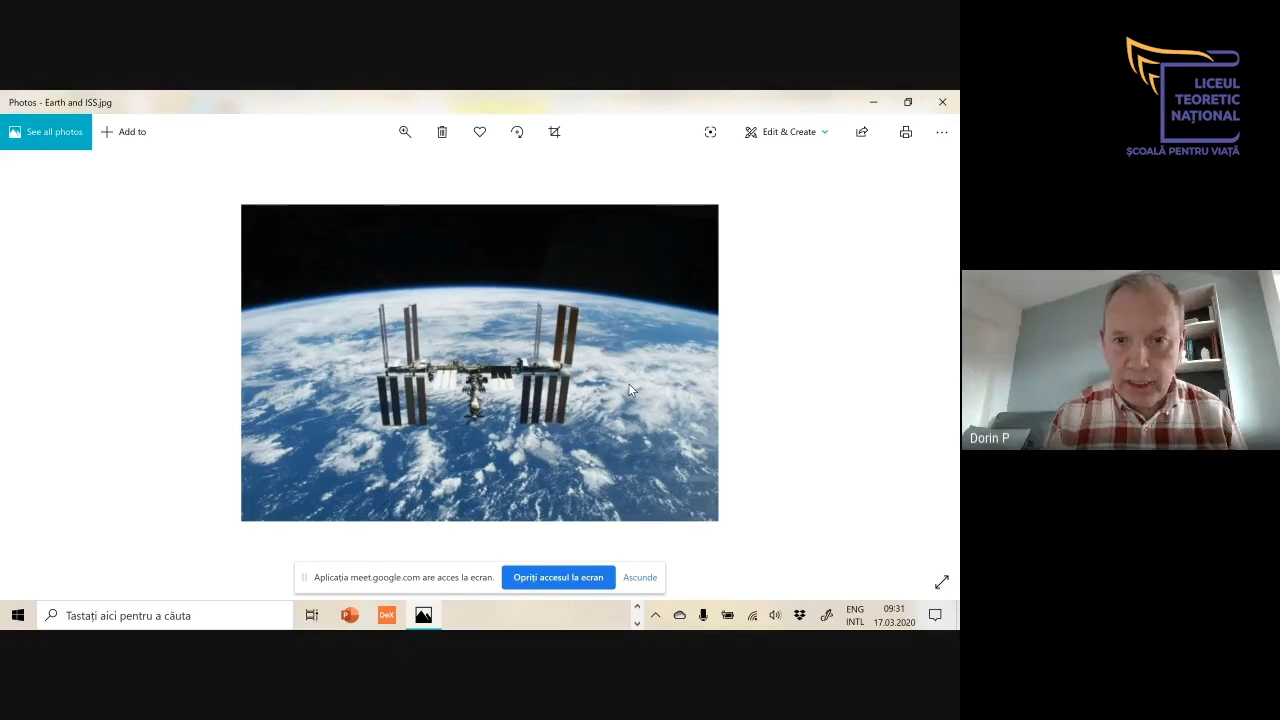 Photos - Earth and ISS.jpg
See all photos
Add to
Edit & Create
LICEUL
TEORETIC
NAȚIONAL
ȘCOALĂ PENTRU VIAȚĂ
Dorin P
Aplicația meet.google.com are acces la ecran.
Opriți accesul la ecran
Ascunde
Tastați aici pentru a căuta
P
DeX
ENG
INTL
09:31
17.03.2020